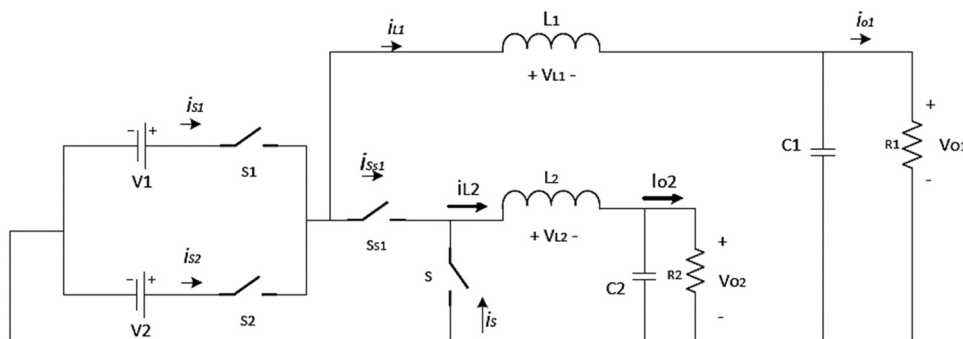 iL1
L1
+ VL1 -
io1
iS1
- +
V1
S1
iSs1
Ss1
iL2
L2
+ VL2 -
Io2
C1
R1
+
Vo1
-
iS2
- +
V2
S2
S
iS
C2
R2
+
Vo2
-